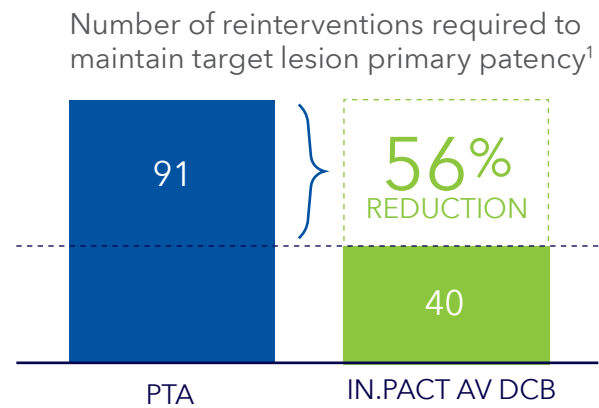 Number of reinterventions required to
maintain target lesion primary patency¹
91
56%
REDUCTION
40
PTA
IN.PACT AV DCB